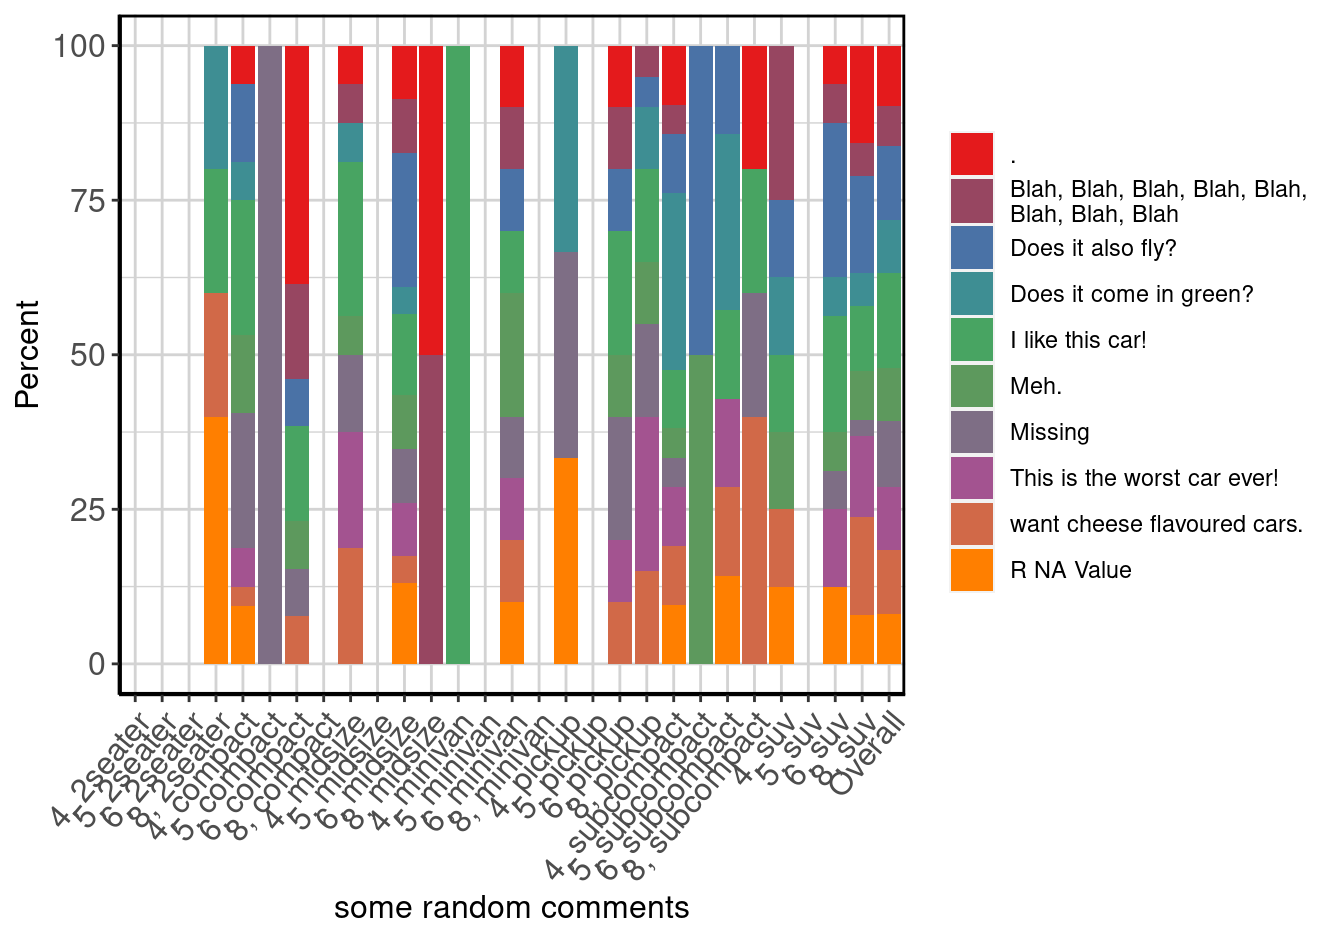 100
75
50
25
0
Percent
4, 2seater
5, 2seater
6, 2seater
8, 2seater
4, compact
5, compact
6, compact
8, compact
4, midsize
5, midsize
6, midsize
8, midsize
4, minivan
5, minivan
6, minivan
8, minivan
4, pickup
5, pickup
6, pickup
8, pickup
4, subcompact
5, subcompact
6, subcompact
8, subcompact
4, suv
5, suv
6, suv
8, suv
Overall
some random comments
.
Blah, Blah, Blah, Blah, Blah,
Blah, Blah, Blah
Does it also fly?
Does it come in green?
I like this car!
Meh.
Missing
This is the worst car ever!
want cheese flavoured cars.
R NA Value